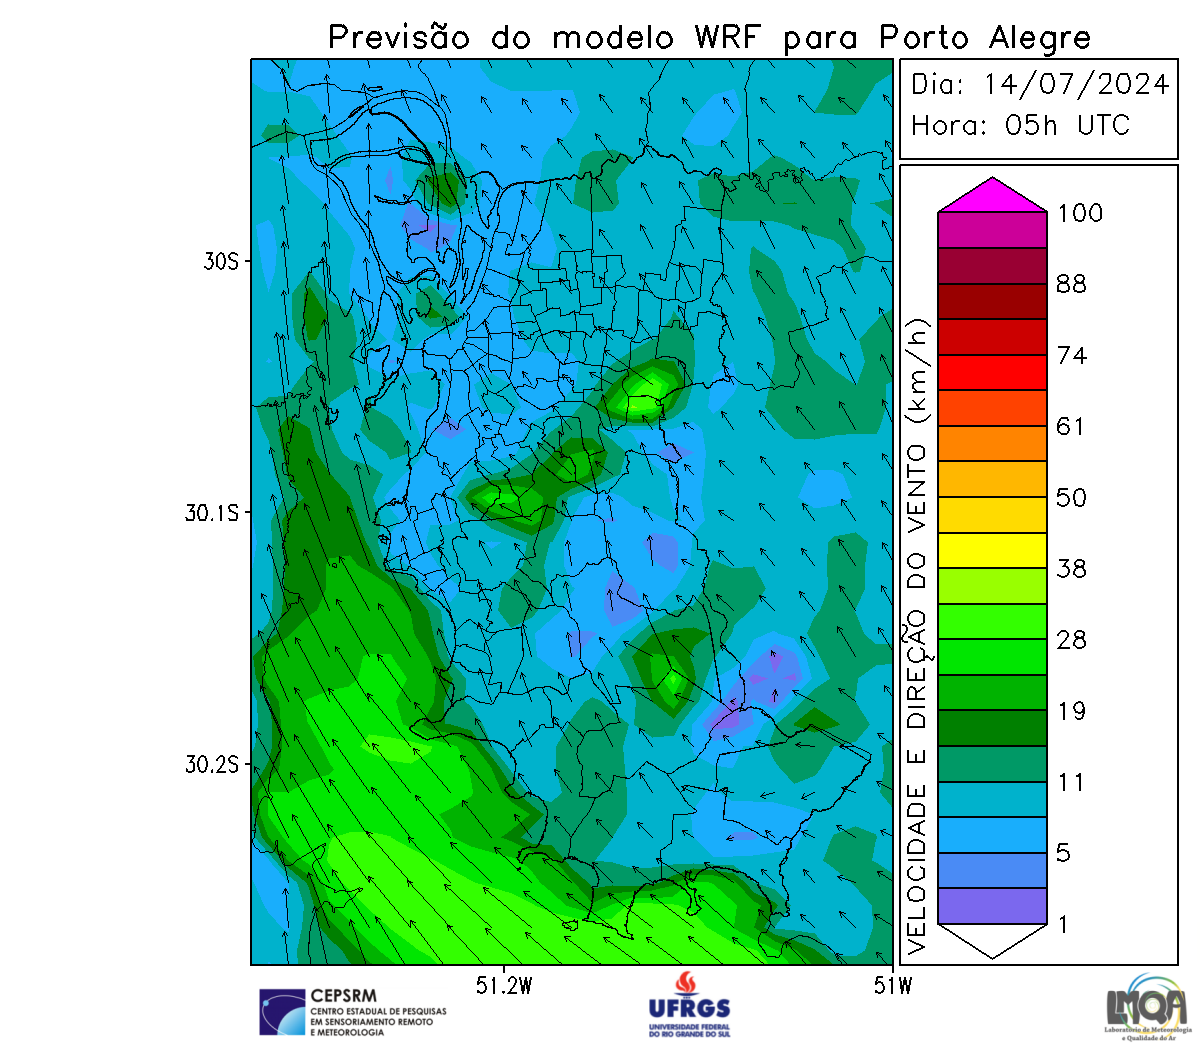 Previsão do modelo WRF para Porto Alegre
Dia: 14/07/2024
Hora: 05h UTC
30S
30.1S
30.2S
51.2W
51W
VELOCIDADE E DIREÇÃO DO VENTO (km/h)
100
88
74
61
50
38
28
19
11
5
1
CEPSRM
CENTRO ESTADUAL DE PESQUISAS
EM SENSORIAMENTO REMOTO
E METEOROLOGIA
UFRGS
UNIVERSIDADE FEDERAL
DO RIO GRANDE DO SUL
LMQA
Laboratório de Meteorologia
e Qualidade do Ar